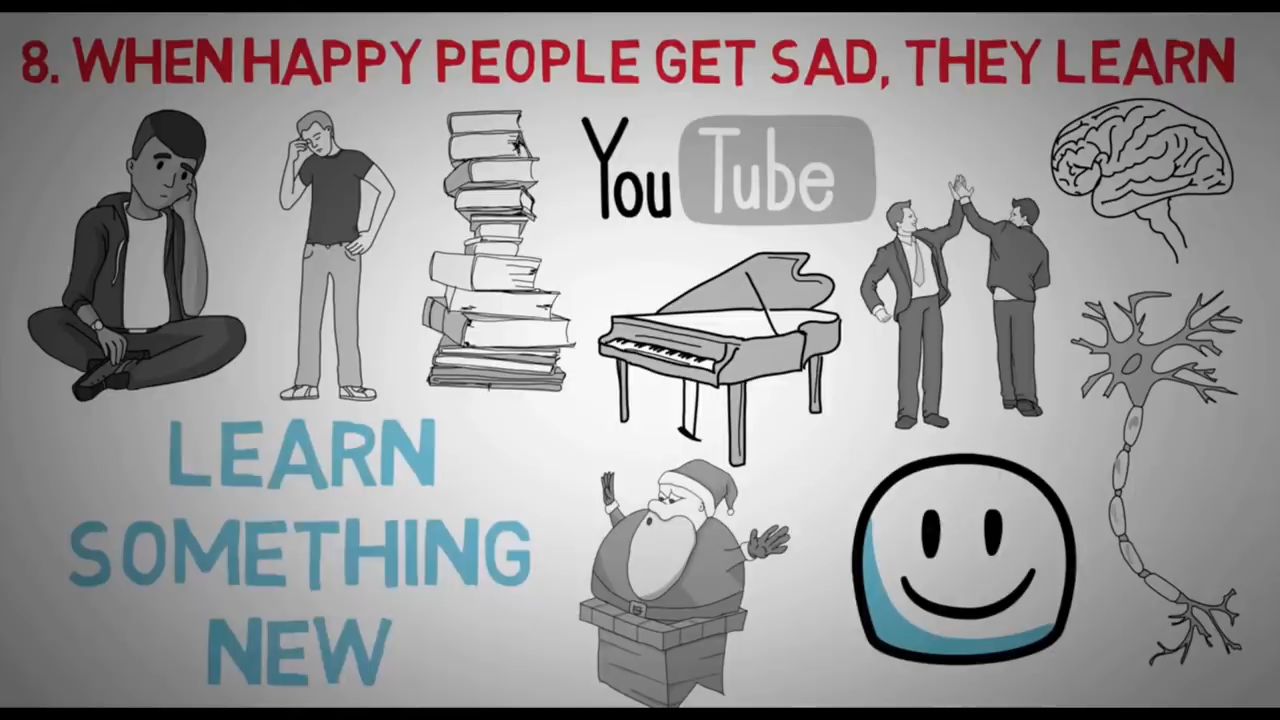 8. WHEN HAPPY PEOPLE GET SAD, THEY LEARN
YouTube
LEARN
SOMETHING
NEW